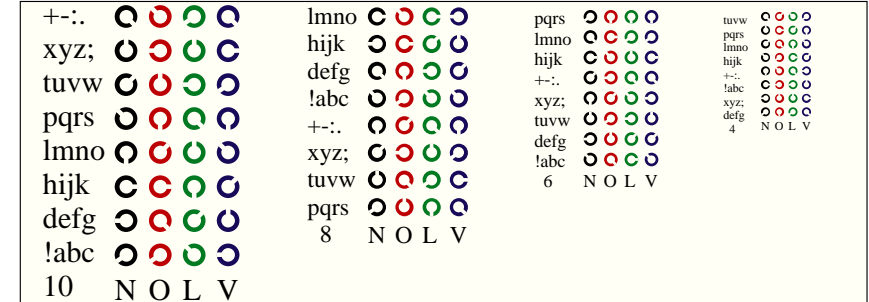 +-:.
xyz;
tuvw
pqrs
lmno
hijk
defg
!abc
10 N O L V
lmno
hijk
defg
!abc
+-:.
xyz;
tuvw
pqrs
8 N O L V
pqrs
lmno
hijk
+-:.
xyz;
tuvw
defg
!abc
6 N O L V
tuvw
pqrs
lmno
hijk
+-:.
!abc
xyz;
defg
4 N O L V